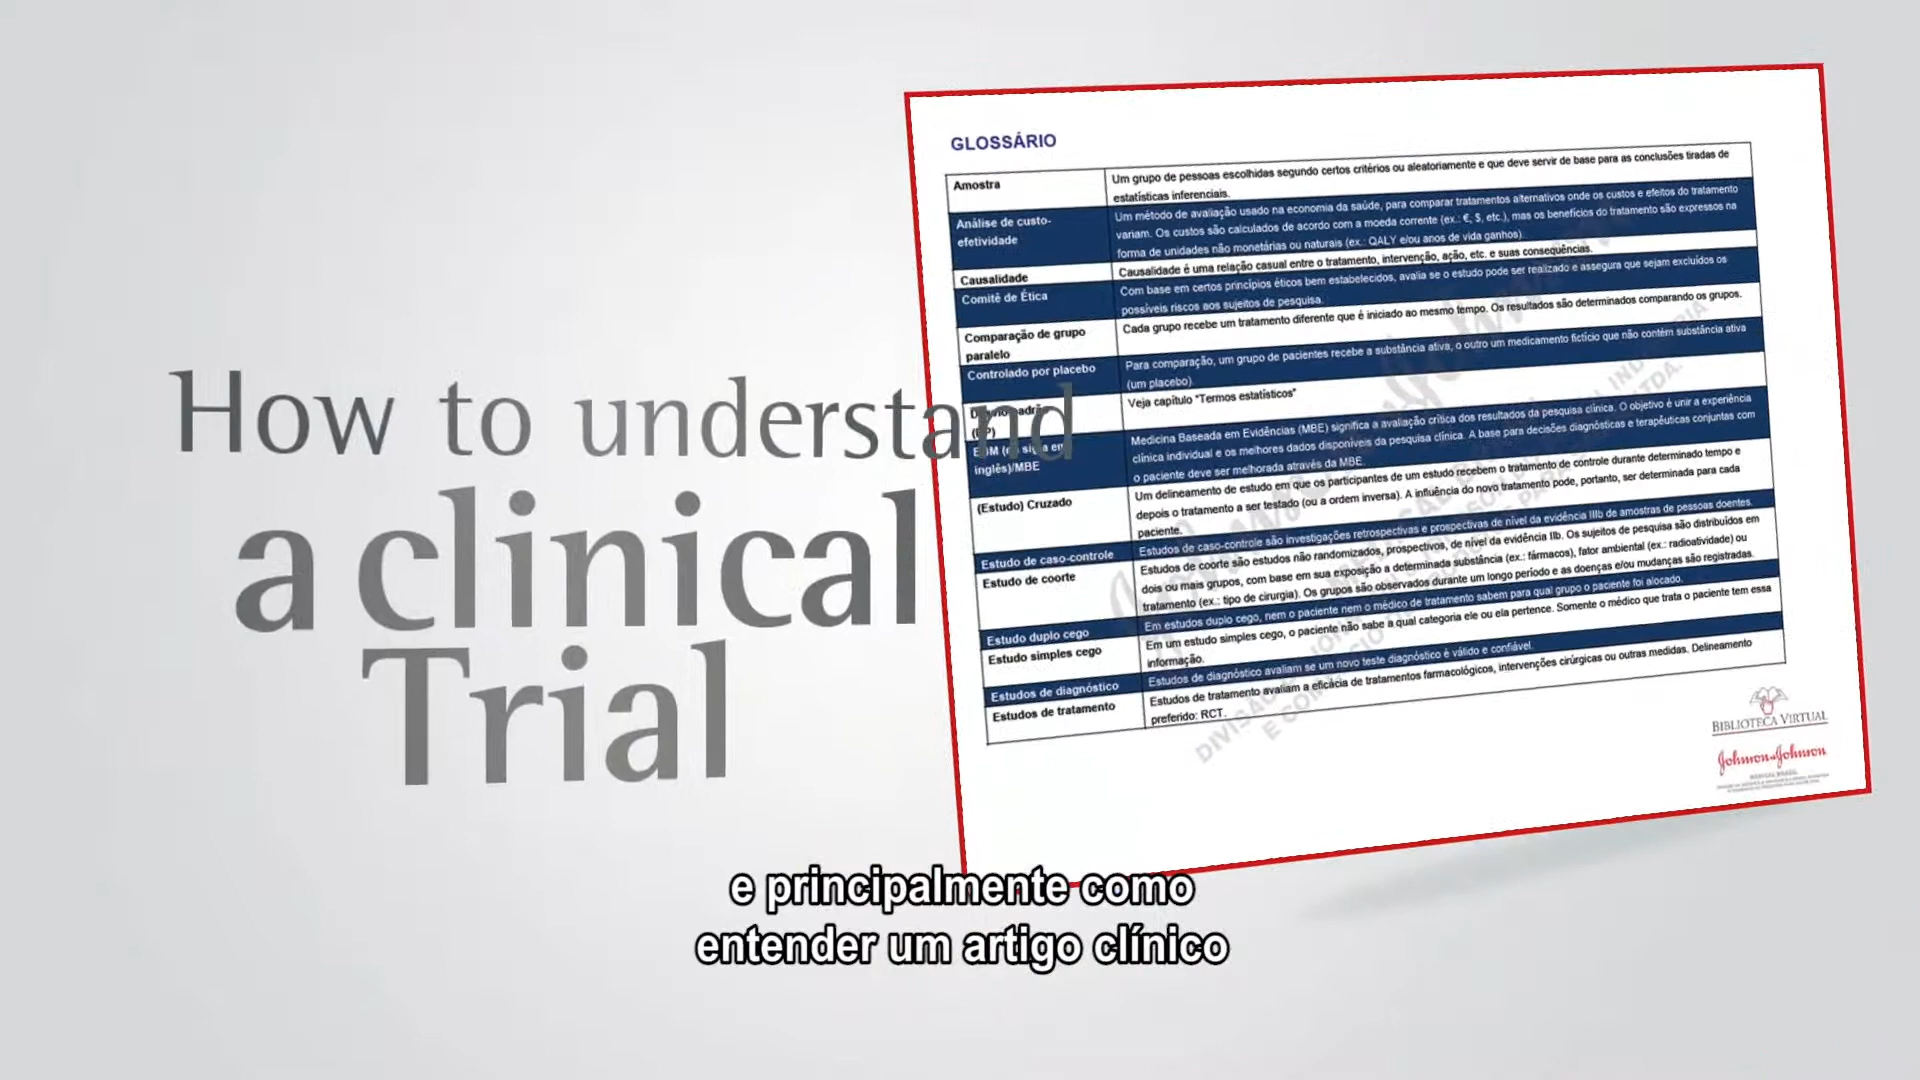 How to understand
a clinical
Trial
GLOSSÁRIO
Amostra
Um grupo de pessoas escolhidas segundo certos critérios ou aleatoriamente e que deve servir de base para as conclusões tiradas de
estatísticas inferenciais.
Análise de custo-
efetividade
Um método de avaliação usado na economia da saúde, para comparar tratamentos alternativos onde os custos e efeitos do tratamento
variam. Os custos são calculados de acordo com a moeda corrente (ex.: €, $, etc.), mas os benefícios do tratamento são expressos na
forma de unidades não monetárias ou naturais (ex.: QALY e/ou anos de vida ganhos).
Causalidade
Causalidade é uma relação casual entre o tratamento, intervenção, ação, etc. e suas consequências.
Comitê de Ética
Com base em certos princípios éticos bem estabelecidos, avalia se o estudo pode ser realizado e assegura que sejam excluídos os
possíveis riscos aos sujeitos de pesquisa.
Comparação de grupo
paralelo
Cada grupo recebe um tratamento diferente que é iniciado ao mesmo tempo. Os resultados são determinados comparando os grupos.
Controlado por placebo
Para comparação, um grupo de pacientes recebe a substância ativa, o outro um medicamento fictício que não contém substância ativa
(um placebo).
Veja capítulo "Termos estatísticos"
inglês)/MBE
Medicina Baseada em Evidências (MBE) significa a avaliação crítica dos resultados da pesquisa clínica. O objetivo é unir a experiência
clínica individual e os melhores dados disponíveis da pesquisa clínica. A base para decisões diagnósticas e terapêuticas conjuntas com
o paciente deve ser melhorada através da MBE.
(Estudo) Cruzado
Um delineamento de estudo em que os participantes de um estudo recebem o tratamento de controle durante determinado tempo e
depois o tratamento a ser testado (ou a ordem inversa). A influência do novo tratamento pode, portanto, ser determinada para cada
paciente.
Estudo de caso-controle
Estudos de caso-controle são investigações retrospectivas e prospectivas de nível da evidência IIIb de amostras de pessoas doentes.
Estudo de coorte
Estudos de coorte são estudos não randomizados, prospectivos, de nível da evidência IIb. Os sujeitos de pesquisa são distribuídos em
dois ou mais grupos, com base em sua exposição a determinada substância (ex.: fármacos), fator ambiental (ex.: radioatividade) ou
tratamento (ex.: tipo de cirurgia). Os grupos são observados durante um longo período e as doenças e/ou mudanças são registradas.
Estudo duplo cego
Em estudos duplo cego, nem o paciente nem o médico de tratamento sabem para qual grupo o paciente foi alocado.
Estudo simples cego
Em um estudo simples cego, o paciente não sabe a qual categoria ele ou ela pertence. Somente o médico que trata o paciente tem essa
informação.
Estudos de diagnóstico
Estudos de diagnóstico avaliam se um novo teste diagnóstico é válido e confiável.
Estudos de tratamento
Estudos de tratamento avaliam a eficácia de tratamentos farmacológicos, intervenções cirúrgicas ou outras medidas. Delineamento
preferido: RCT.
BIBLIOTECA VIRTUAL
Johnson & Johnson
MEDICAL BRASIL
e principalmente como
entender um artigo clínico